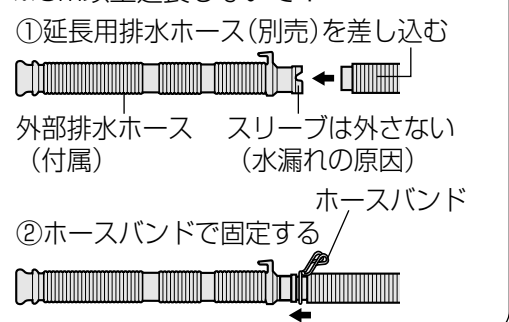 ①延長用排水ホース(別売)を差し込む
外部排水ホース
(付属)
スリーブは外さない
(水漏れの原因)
ホースバンド
②ホースバンドで固定する